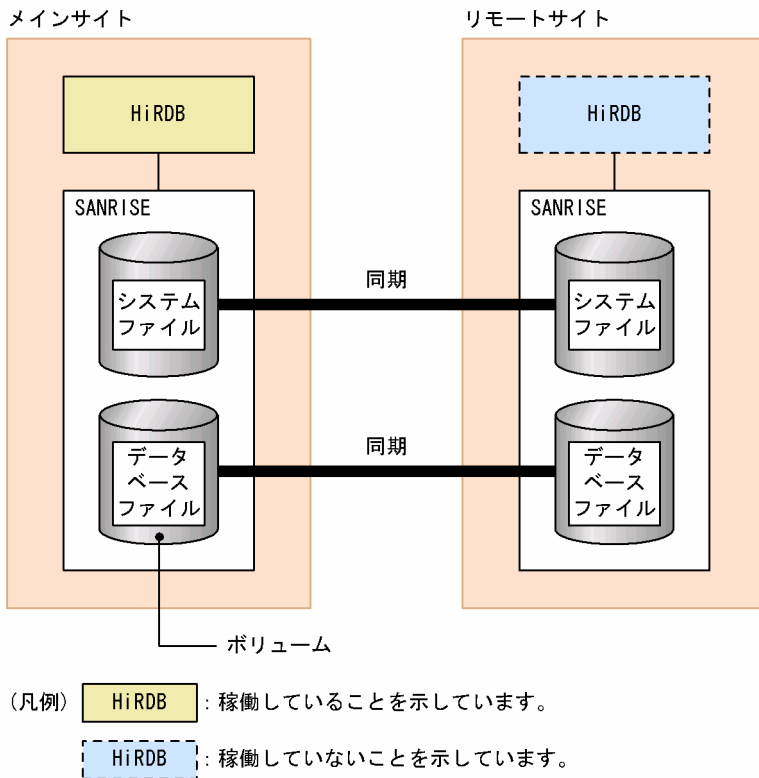 メインサイト
リモートサイト
HiRDB
HiRDB
SANRISE
SANRISE
システム
ファイル
同期
システム
ファイル
データ
ベース
ファイル
同期
データ
ベース
ファイル
ボリューム
(凡例) HiRDB :稼働していることを示しています。
HiRDB :稼働していないことを示しています。